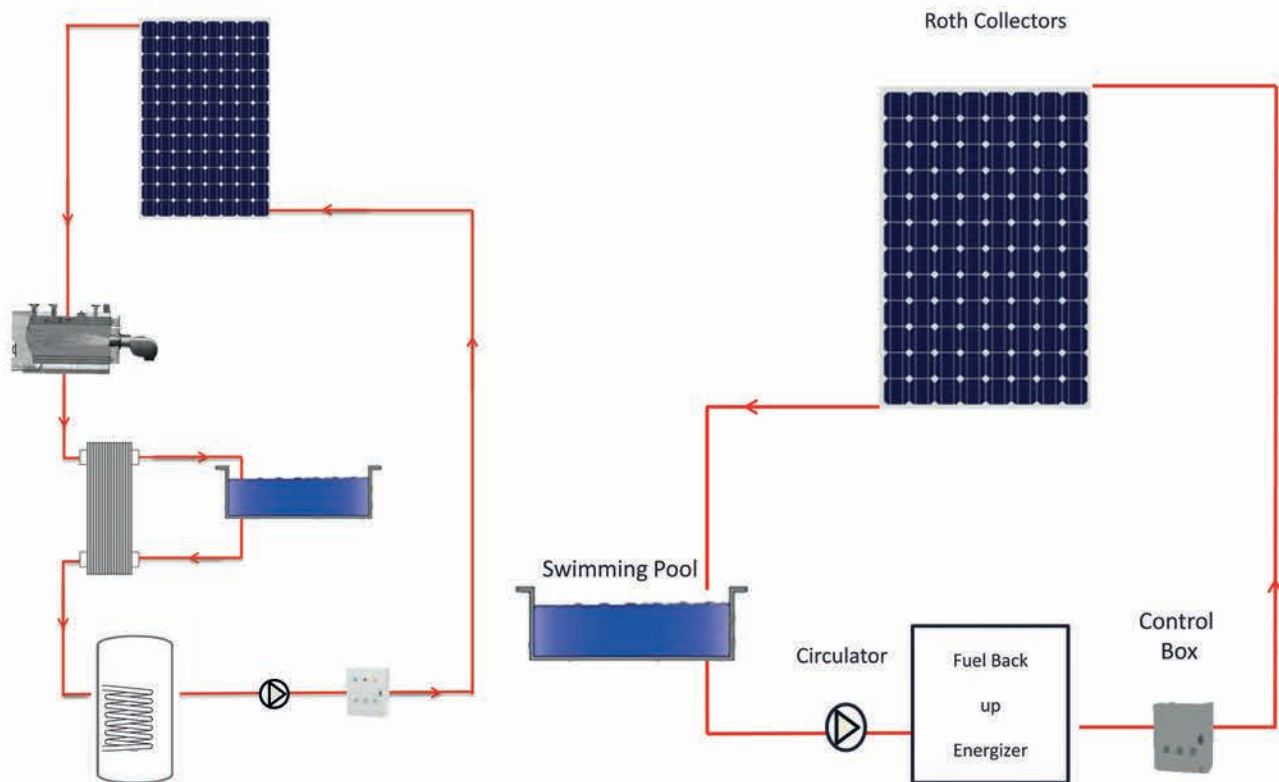 Roth Collectors
Swimming Pool
Circulator
Fuel Back
up
Energizer
Control
Box